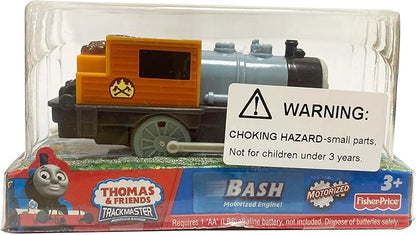 WARNING:
CHOKING HAZARD-small parts,
Not for children under 3 years.
THOMAS
& FRIENDS
TRACKMASTER
BASH
Motorized Engine!
MOTORIZED
3+
Fisher-Price
Requires 1 "AA" (LR6) alkaline battery, not included. Dispose of batteries safely.